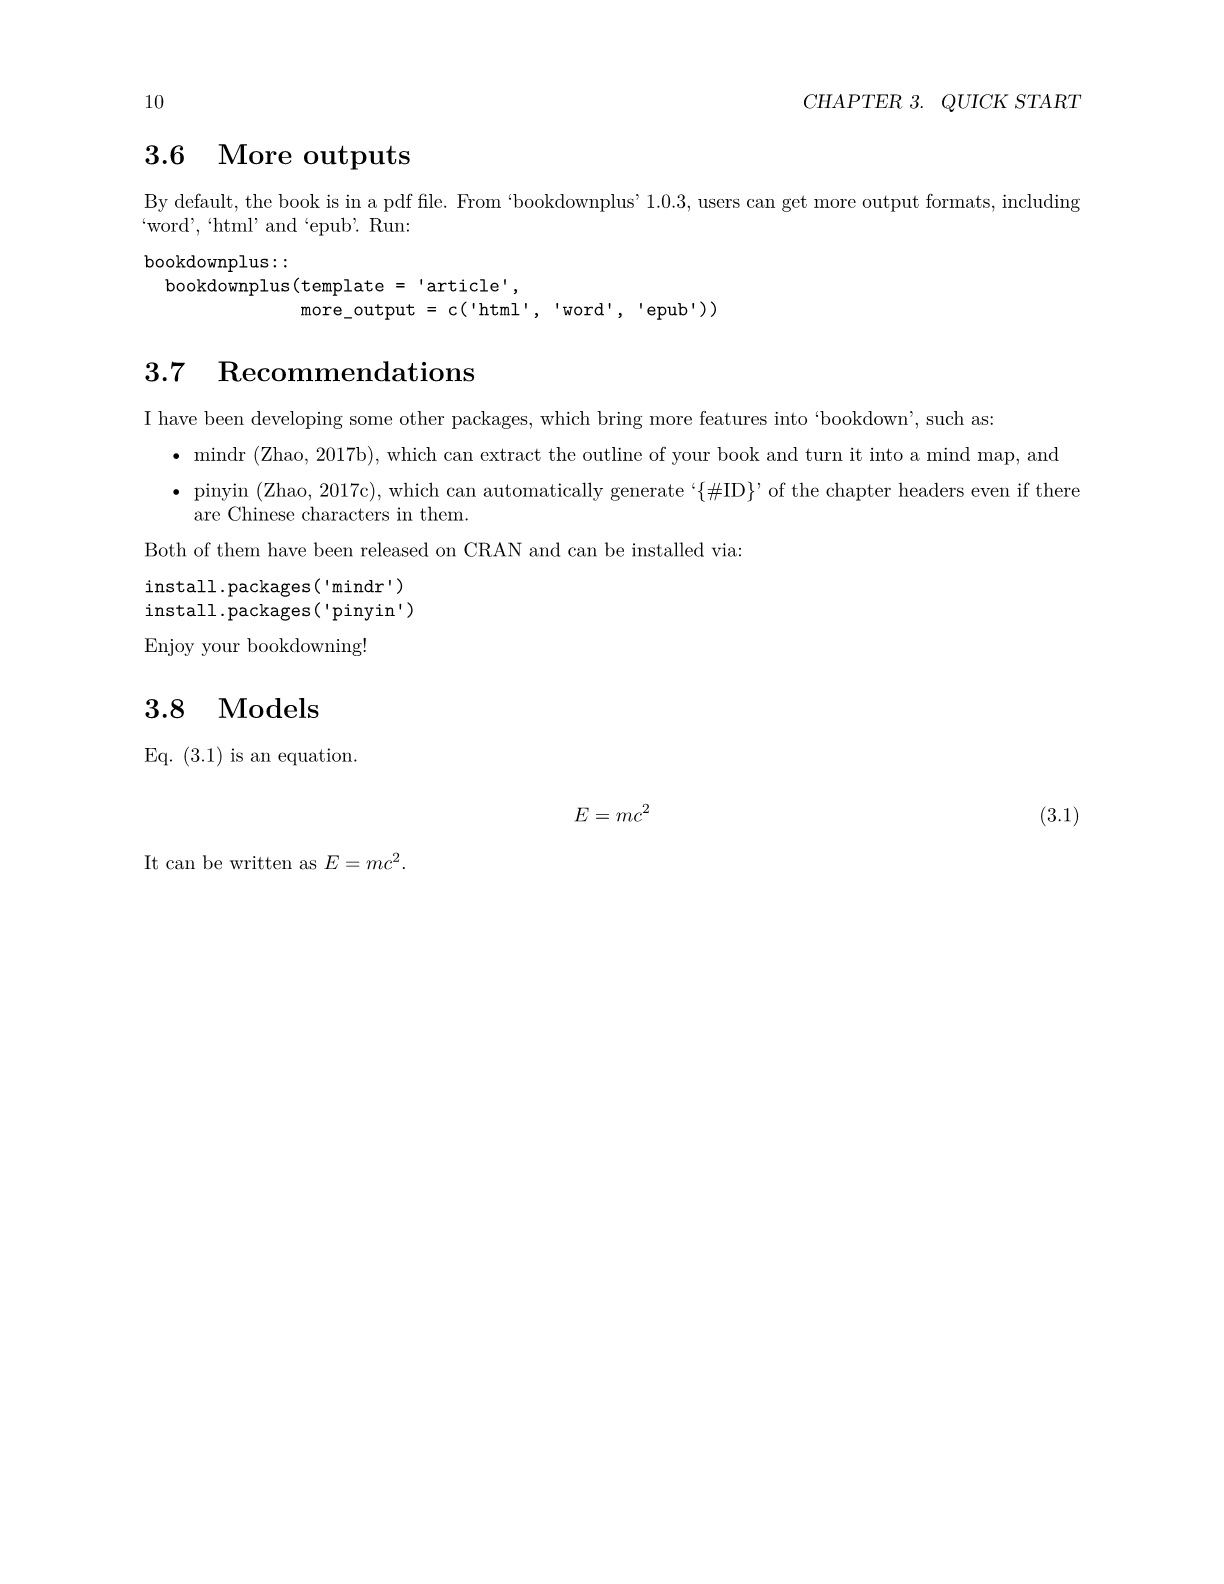 10 CHAPTER 3. QUICK START
3.6 More outputs
By default, the book is in a pdf file. From ‘bookdownplus’ 1.0.3, users can get more output formats, including
‘word’, ‘html’ and ‘epub’. Run:
bookdownplus::
  bookdownplus(template = 'article',
               more_output = c('html', 'word', 'epub'))
3.7 Recommendations
I have been developing some other packages, which bring more features into ‘bookdown’, such as:
• mindr (Zhao, 2017b), which can extract the outline of your book and turn it into a mind map, and
• pinyin (Zhao, 2017c), which can automatically generate ‘{#ID}’ of the chapter headers even if there
are Chinese characters in them.
Both of them have been released on CRAN and can be installed via:
install.packages('mindr')
install.packages('pinyin')
Enjoy your bookdowning!
3.8 Models
Eq. (3.1) is an equation.
E = mc² (3.1)
It can be written as E = mc².